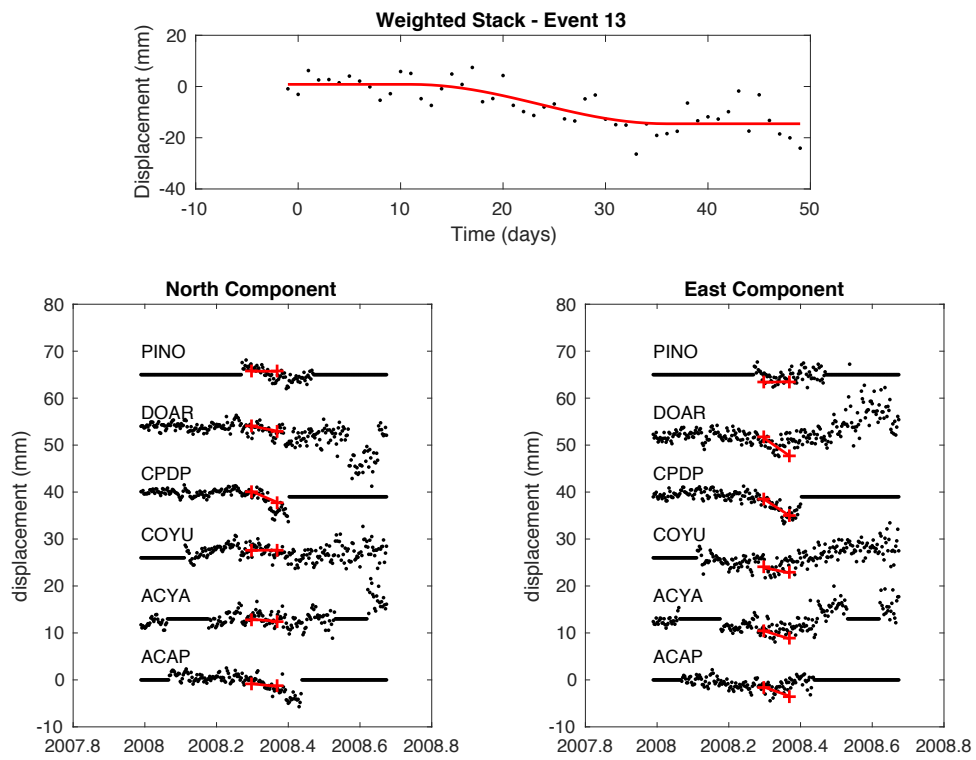 Weighted Stack - Event 13
Displacement (mm)
20
0
-20
-40
-10
0
10
20
30
40
50
Time (days)
North Component
displacement (mm)
80
70
60
50
40
30
20
10
0
-10
PINO
DOAR
CPDP
COYU
ACYA
ACAP
2007.8
2008
2008.2
2008.4
2008.6
2008.8
East Component
displacement (mm)
80
70
60
50
40
30
20
10
0
-10
PINO
DOAR
CPDP
COYU
ACYA
ACAP
2007.8
2008
2008.2
2008.4
2008.6
2008.8